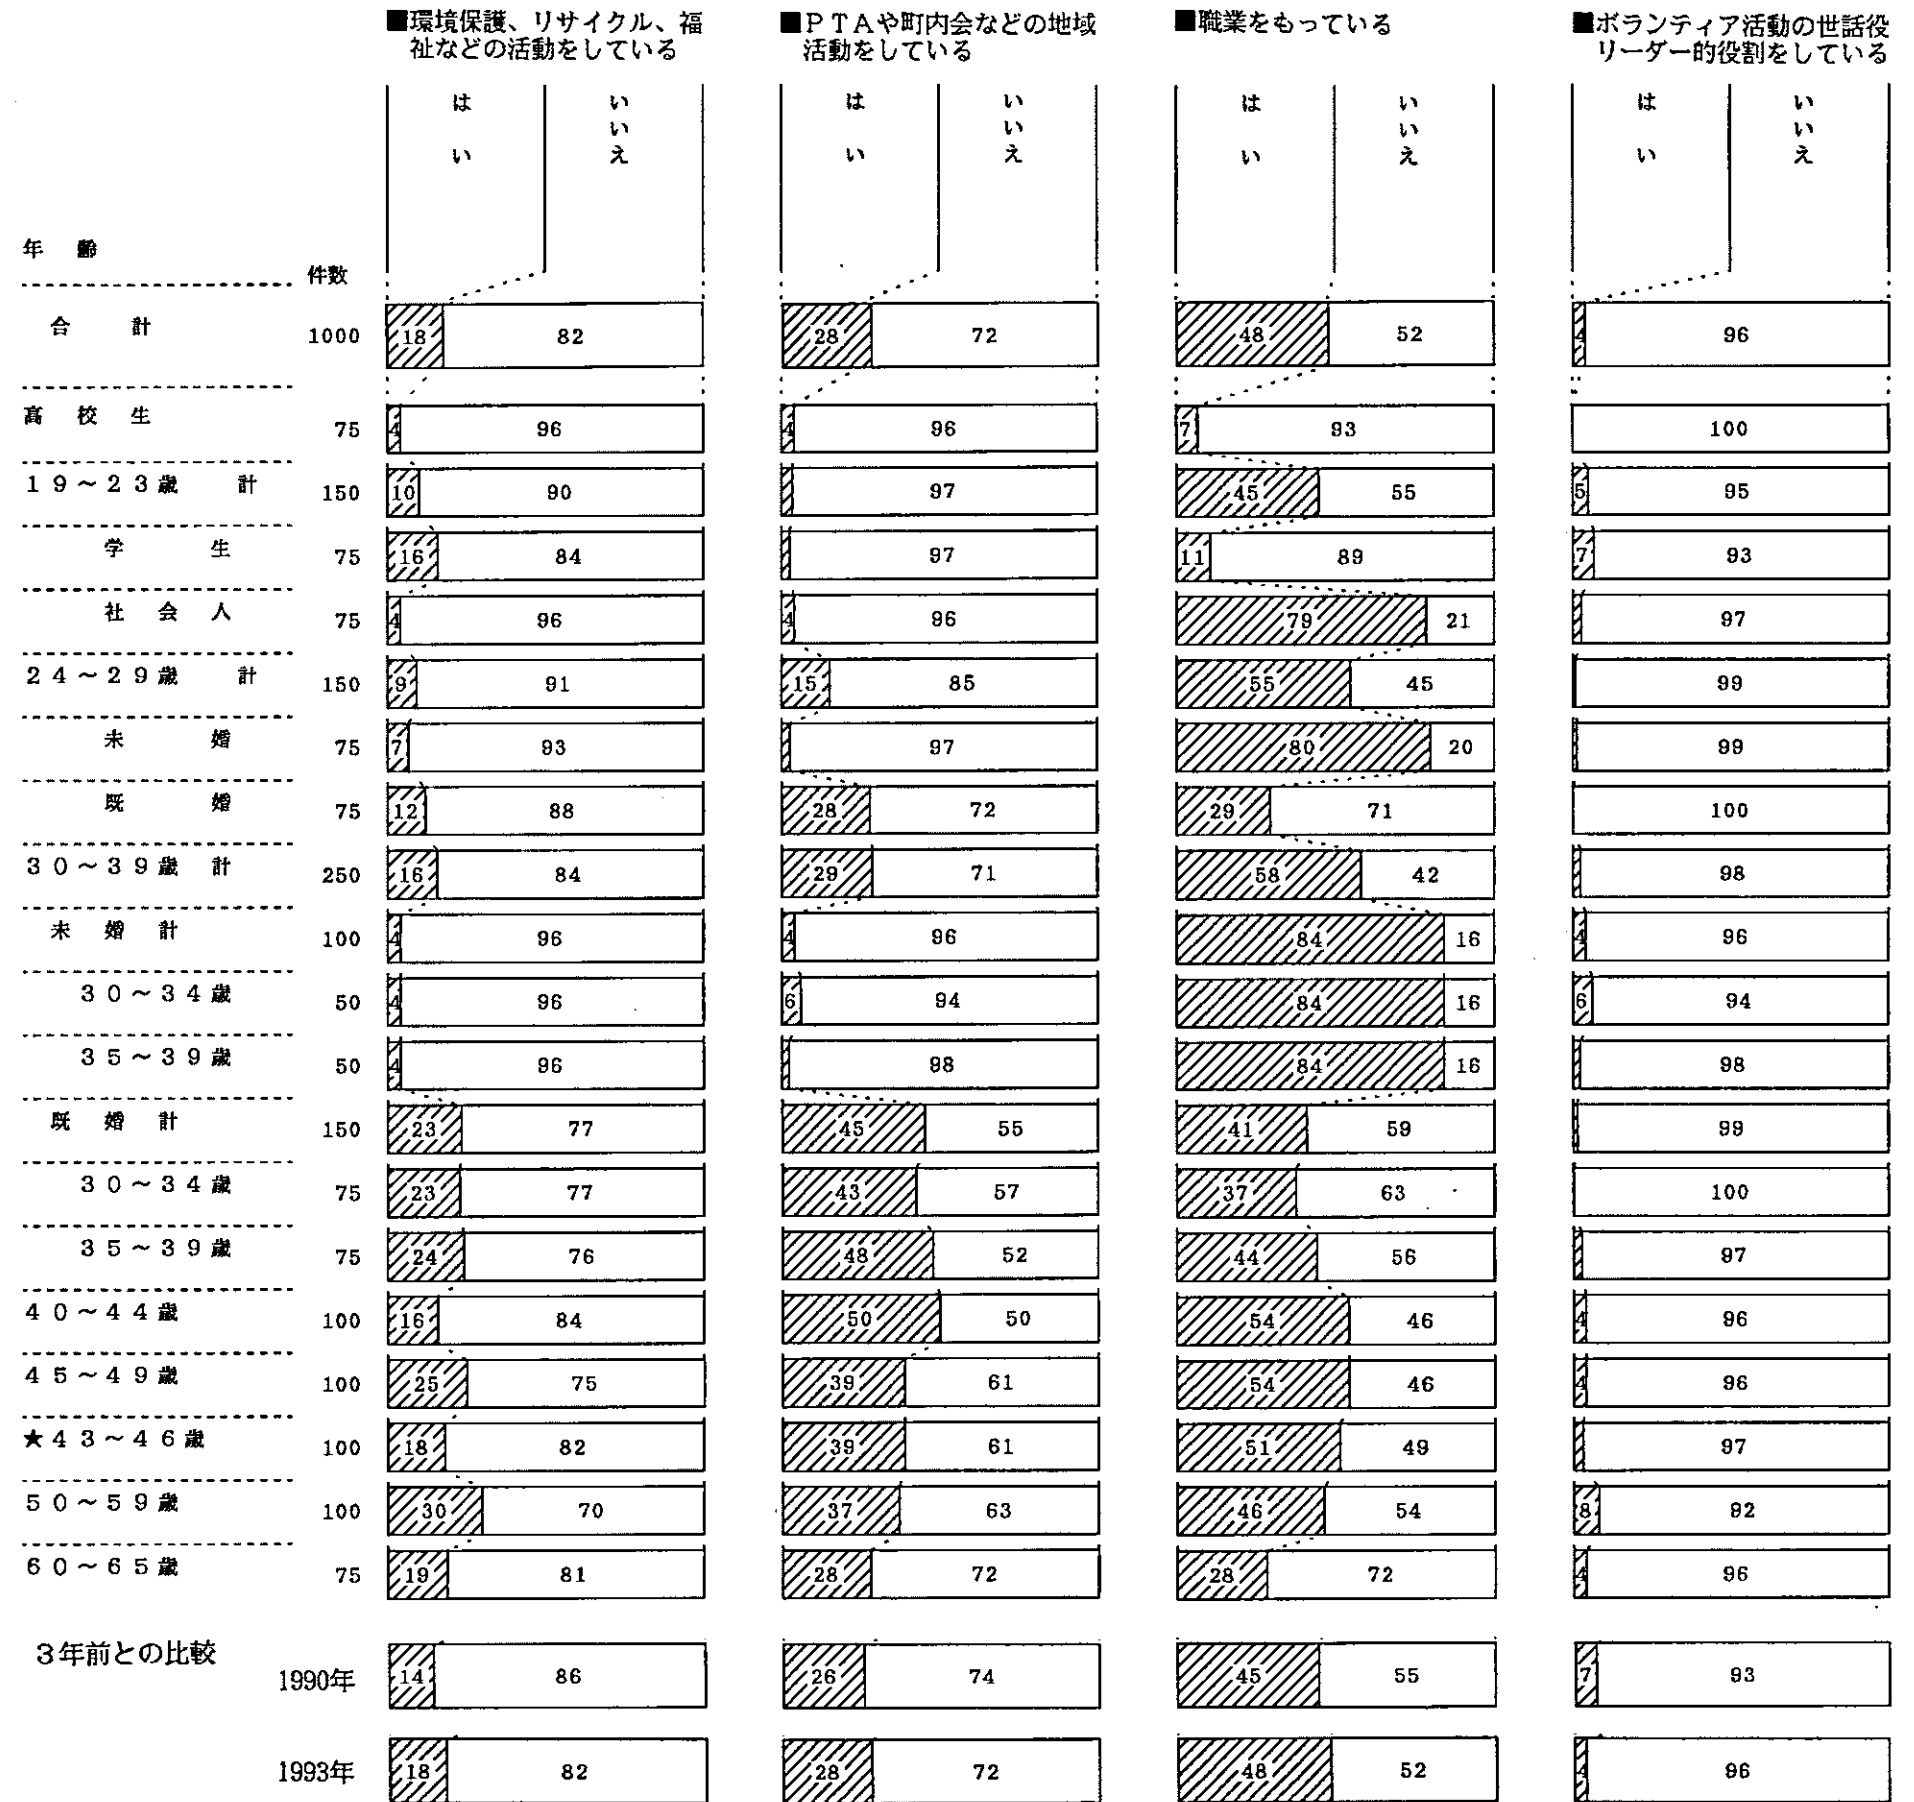 ■環境保護、リサイクル、福
祉などの活動をしている
■ＰＴＡや町内会などの地域
活動をしている
■職業をもっている
■ボランティア活動の世話役
リーダー的役割をしている
はい いいえ はい いいえ はい いいえ はい いいえ
年齢
件数
合計 1000 18 82 28 72 48 52 4 96
高校生 75 4 96 4 96 7 93 100
１９～２３歳 計 150 10 90 97 45 55 5 95
学生 75 16 84 97 11 89 7 93
社会人 75 4 96 4 96 79 21 97
２４～２９歳 計 150 9 91 15 85 55 45 99
未婚 75 7 93 97 80 20 99
既婚 75 12 88 28 72 29 71 100
３０～３９歳 計 250 16 84 29 71 58 42 98
未婚計 100 4 96 4 96 84 16 4 96
３０～３４歳 50 4 96 6 94 84 16 6 94
３５～３９歳 50 4 96 98 84 16 98
既婚計 150 23 77 45 55 41 59 99
３０～３４歳 75 23 77 43 57 37 63 100
３５～３９歳 75 24 76 48 52 44 56 97
４０～４４歳 100 16 84 50 50 54 46 4 96
４５～４９歳 100 25 75 39 61 54 46 4 96
★４３～４６歳 100 18 82 39 61 51 49 97
５０～５９歳 100 30 70 37 63 46 54 8 92
６０～６５歳 75 19 81 28 72 28 72 4 96
３年前との比較
1990年 14 86 26 74 45 55 7 93
1993年 18 82 28 72 48 52 4 96